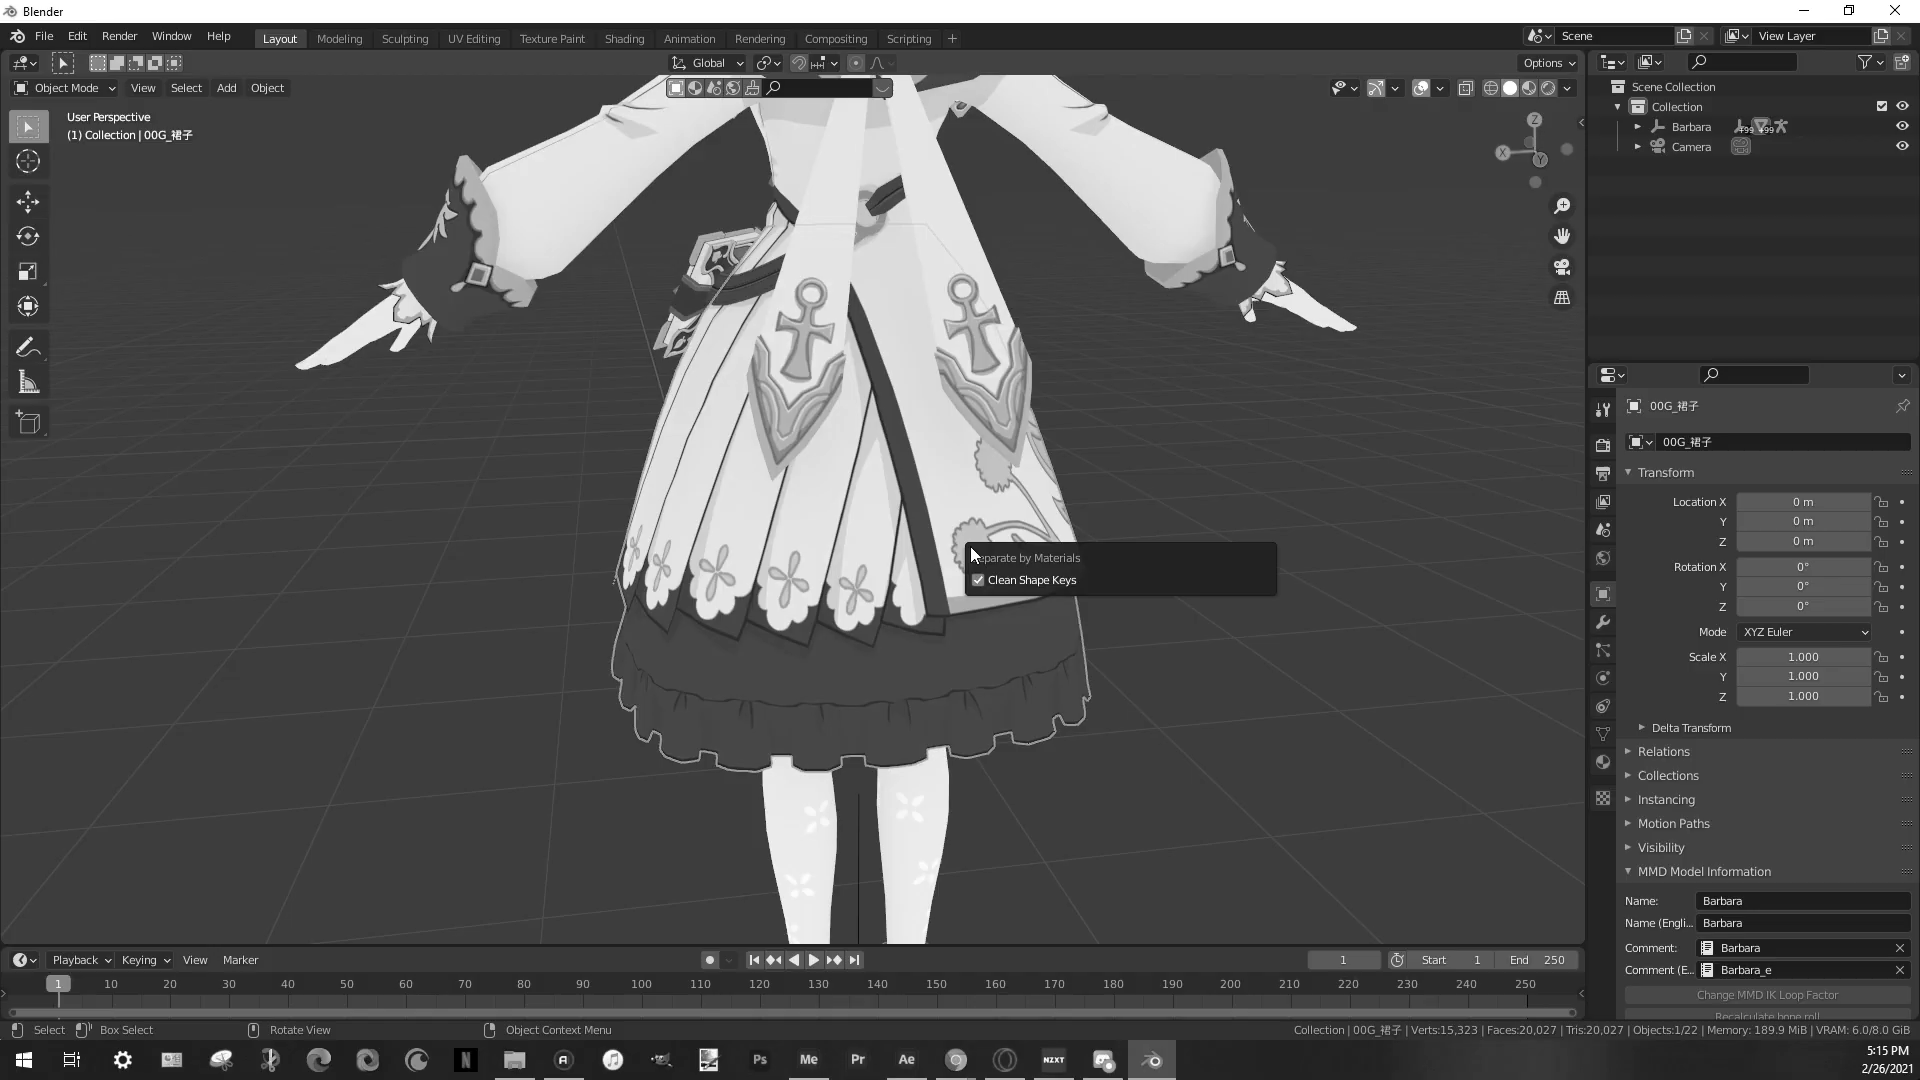 Blender
File Edit Render Window Help
Layout Modeling Sculpting UV Editing Texture Paint Shading Animation Rendering Compositing Scripting +
Scene
View Layer
Global
Options
Object Mode View Select Add Object
User Perspective
(1) Collection | 00G_裙子
Z
X
Y
Scene Collection
Collection
Barbara
+99 +99
Camera
00G_裙子
00G_裙子
Transform
Location X 0 m
Y 0 m
Z 0 m
Rotation X 0°
Y 0°
Z 0°
Mode XYZ Euler
Scale X 1.000
Y 1.000
Z 1.000
Delta Transform
Relations
Collections
Instancing
Motion Paths
Visibility
MMD Model Information
Name: Barbara
Name (Engli... Barbara
Comment: Barbara
Comment (E... Barbara_e
Change MMD IK Loop Factor
Recalculate bone roll
by Materials
Clean Shape Keys
Playback Keying View Marker
1 Start 1 End 250
1 10 20 30 40 50 60 70 80 90 100 110 120 130 140 150 160 170 180 190 200 210 220 230 240 250
Select Box Select Rotate View Object Context Menu
Collection | 00G_裙子 | Verts:15,323 | Faces:20,027 | Tris:20,027 | Objects:1/22 | Memory: 189.9 MiB | VRAM: 6.0/8.0 GiB
N Ps Me Pr Ae NZXT
5:15 PM
2/26/2021